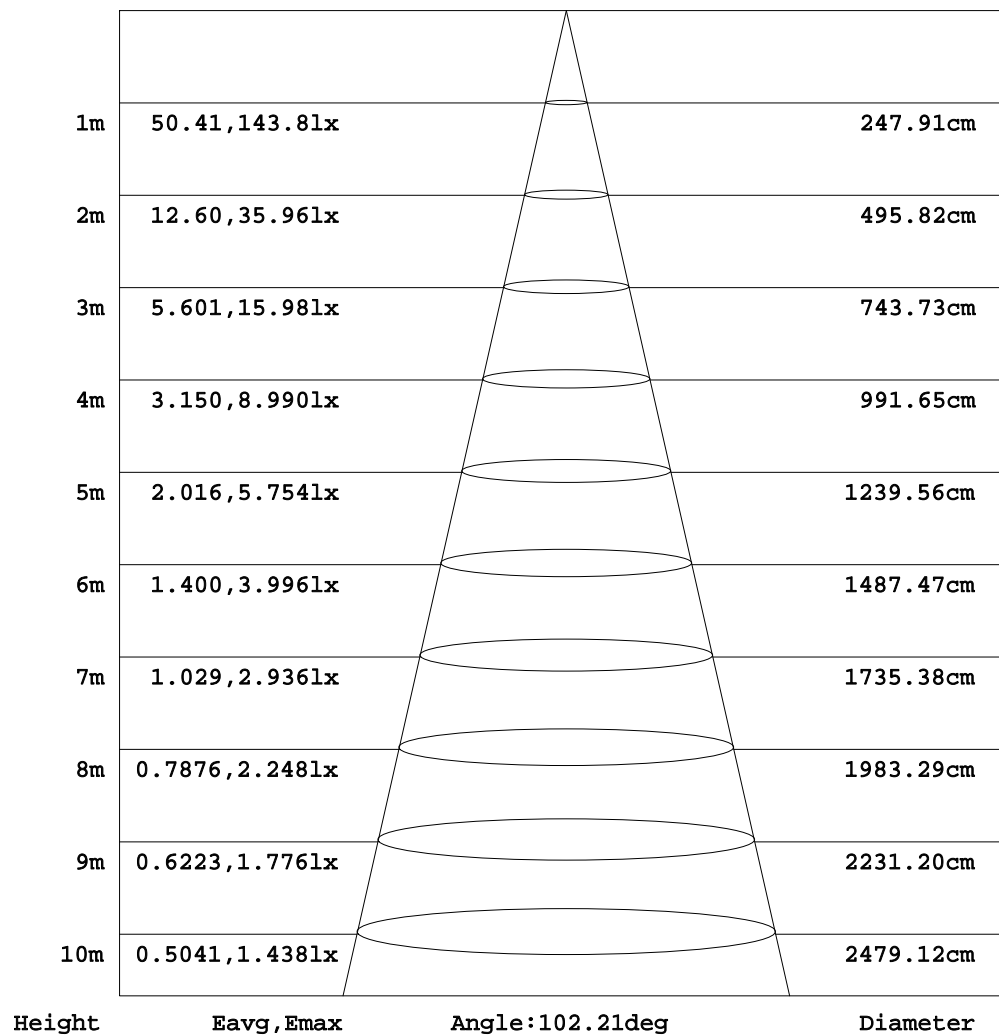 1m 50.41,143.8lx 247.91cm
2m 12.60,35.96lx 495.82cm
3m 5.601,15.98lx 743.73cm
4m 3.150,8.990lx 991.65cm
5m 2.016,5.754lx 1239.56cm
6m 1.400,3.996lx 1487.47cm
7m 1.029,2.936lx 1735.38cm
8m 0.7876,2.248lx 1983.29cm
9m 0.6223,1.776lx 2231.20cm
10m 0.5041,1.438lx 2479.12cm
Height Eavg,Emax Angle:102.21deg Diameter